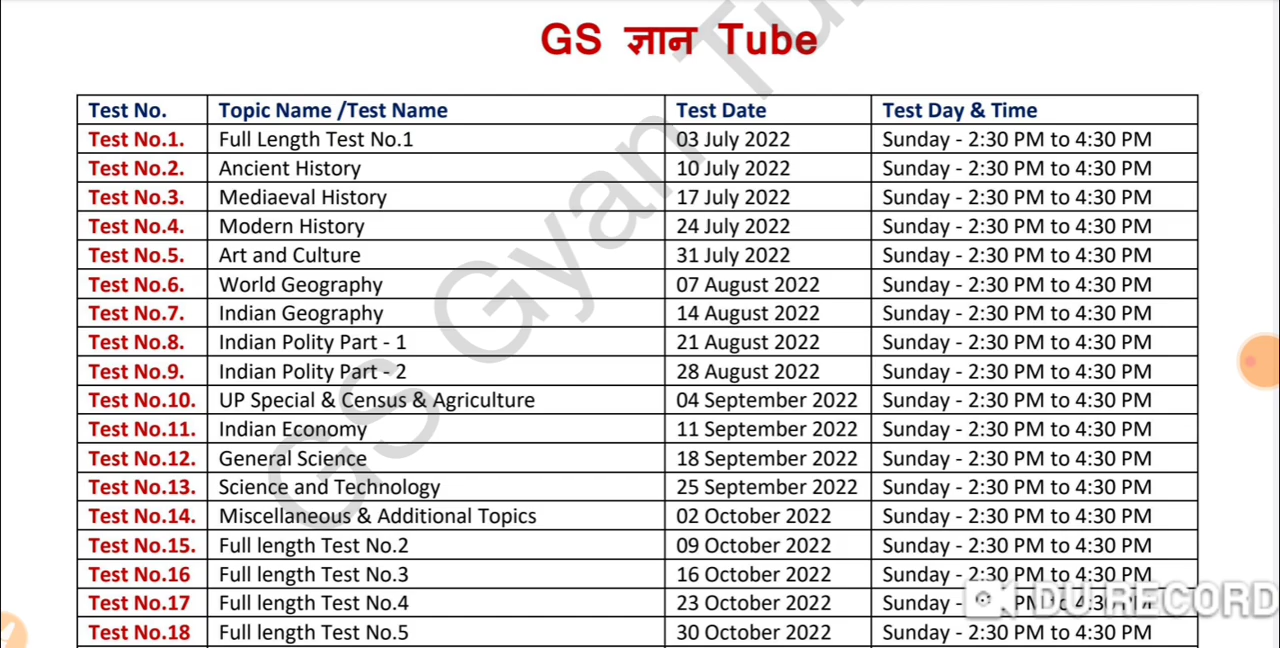 GS ज्ञान Tube
Test No. Topic Name /Test Name Test Date Test Day & Time
Test No.1. Full Length Test No.1 03 July 2022 Sunday - 2:30 PM to 4:30 PM
Test No.2. Ancient History 10 July 2022 Sunday - 2:30 PM to 4:30 PM
Test No.3. Mediaeval History 17 July 2022 Sunday - 2:30 PM to 4:30 PM
Test No.4. Modern History 24 July 2022 Sunday - 2:30 PM to 4:30 PM
Test No.5. Art and Culture 31 July 2022 Sunday - 2:30 PM to 4:30 PM
Test No.6. World Geography 07 August 2022 Sunday - 2:30 PM to 4:30 PM
Test No.7. Indian Geography 14 August 2022 Sunday - 2:30 PM to 4:30 PM
Test No.8. Indian Polity Part - 1 21 August 2022 Sunday - 2:30 PM to 4:30 PM
Test No.9. Indian Polity Part - 2 28 August 2022 Sunday - 2:30 PM to 4:30 PM
Test No.10. UP Special & Census & Agriculture 04 September 2022 Sunday - 2:30 PM to 4:30 PM
Test No.11. Indian Economy 11 September 2022 Sunday - 2:30 PM to 4:30 PM
Test No.12. General Science 18 September 2022 Sunday - 2:30 PM to 4:30 PM
Test No.13. Science and Technology 25 September 2022 Sunday - 2:30 PM to 4:30 PM
Test No.14. Miscellaneous & Additional Topics 02 October 2022 Sunday - 2:30 PM to 4:30 PM
Test No.15. Full length Test No.2 09 October 2022 Sunday - 2:30 PM to 4:30 PM
Test No.16 Full length Test No.3 16 October 2022 Sunday - 2:30 PM to 4:30 PM
Test No.17 Full length Test No.4 23 October 2022 Sunday - PM to 4:30 PM
Test No.18 Full length Test No.5 30 October 2022 Sunday - 2:30 PM to 4:30 PM
GS Gyan
DU RECORD